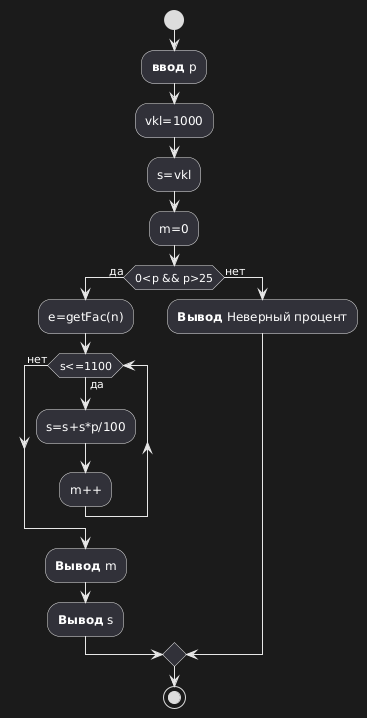 ввод p
vkl=1000
s=vkl
m=0
да
0<p && p>25
нет
e=getFac(n)
Вывод Неверный процент
нет
s<=1100
да
s=s+s*p/100
m++
Вывод m
Вывод s